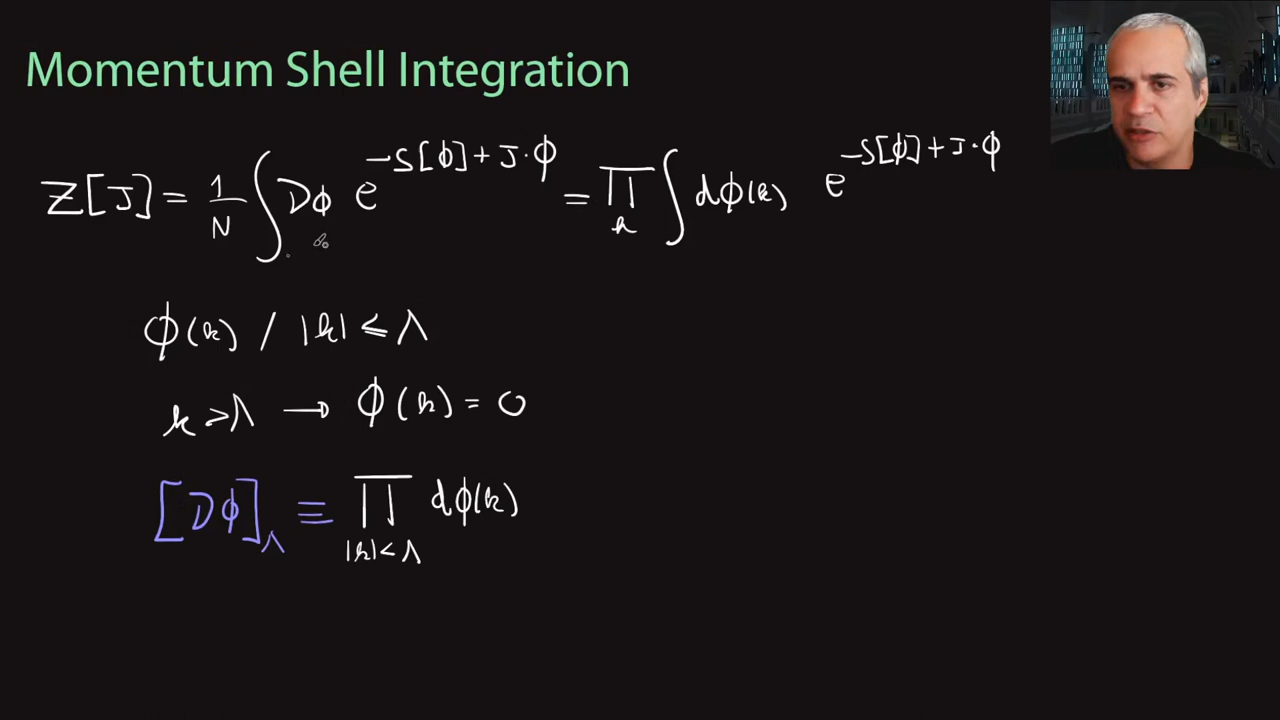 Momentum Shell Integration
Z[J] = 1/N ∫ Dϕ e^{-S[ϕ] + J·ϕ} = ∏_k ∫ dϕ(k) e^{-S[ϕ] + J·ϕ}
ϕ(k) / |k| ≤ Λ
k > Λ → ϕ(k) = 0
[Dϕ]_Λ ≡ ∏_{|k|<Λ} dϕ(k)